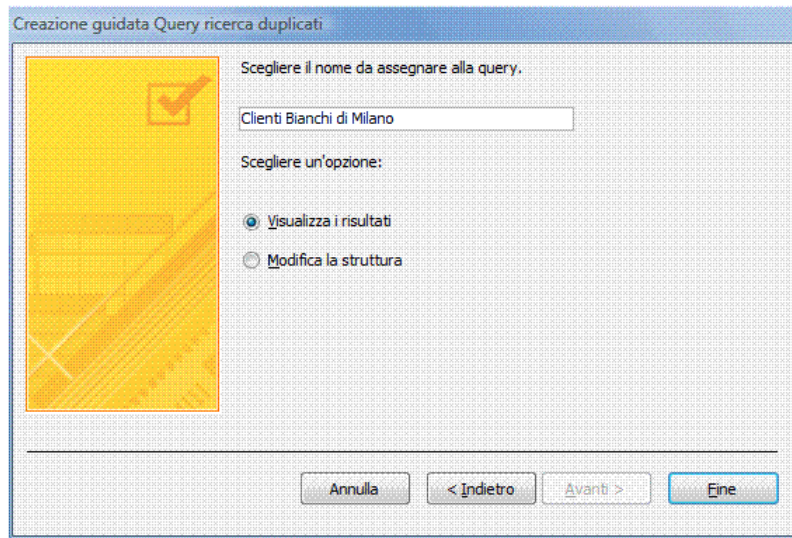 Creazione guidata Query ricerca duplicati
Scegliere il nome da assegnare alla query.
Clienti Bianchi di Milano
Scegliere un'opzione:
Visualizza i risultati
Modifica la struttura
Annulla < Indietro Avanti > Fine